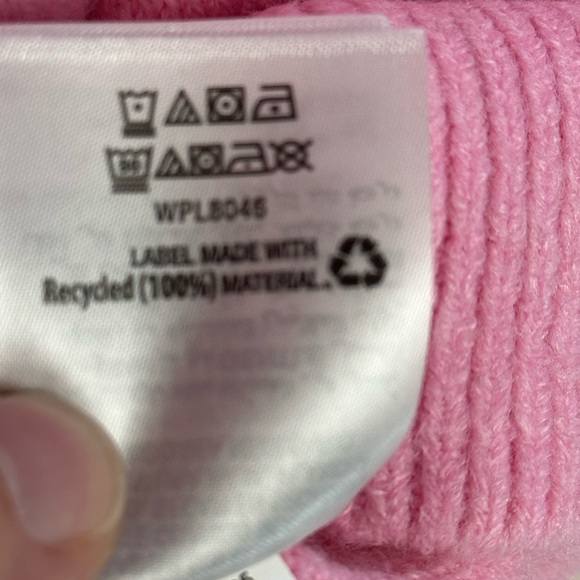 WPL8046
LABEL MADE WITH
Recycled (100%) MATERIAL.